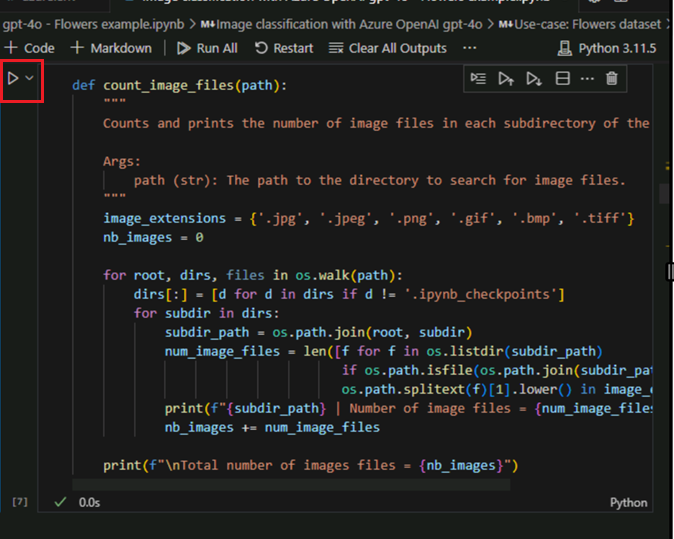 gpt-4o - Flowers example.ipynb > M↓Image classification with Azure OpenAI gpt-4o > M↓Use-case: Flowers dataset >
+ Code + Markdown Run All Restart Clear All Outputs ... Python 3.11.5
def count_image_files(path):
"""
Counts and prints the number of image files in each subdirectory of the
Args:
path (str): The path to the directory to search for image files.
"""
image_extensions = {'.jpg', '.jpeg', '.png', '.gif', '.bmp', '.tiff'}
nb_images = 0
for root, dirs, files in os.walk(path):
dirs[:] = [d for d in dirs if d != '.ipynb_checkpoints']
for subdir in dirs:
subdir_path = os.path.join(root, subdir)
num_image_files = len([f for f in os.listdir(subdir_path)
if os.path.isfile(os.path.join(subdir_pa
os.path.splitext(f)[1].lower() in image_e
print(f"{subdir_path} | Number of image files = {num_image_files
nb_images += num_image_files
print(f"\nTotal number of images files = {nb_images}")
[7] ✓ 0.0s Python